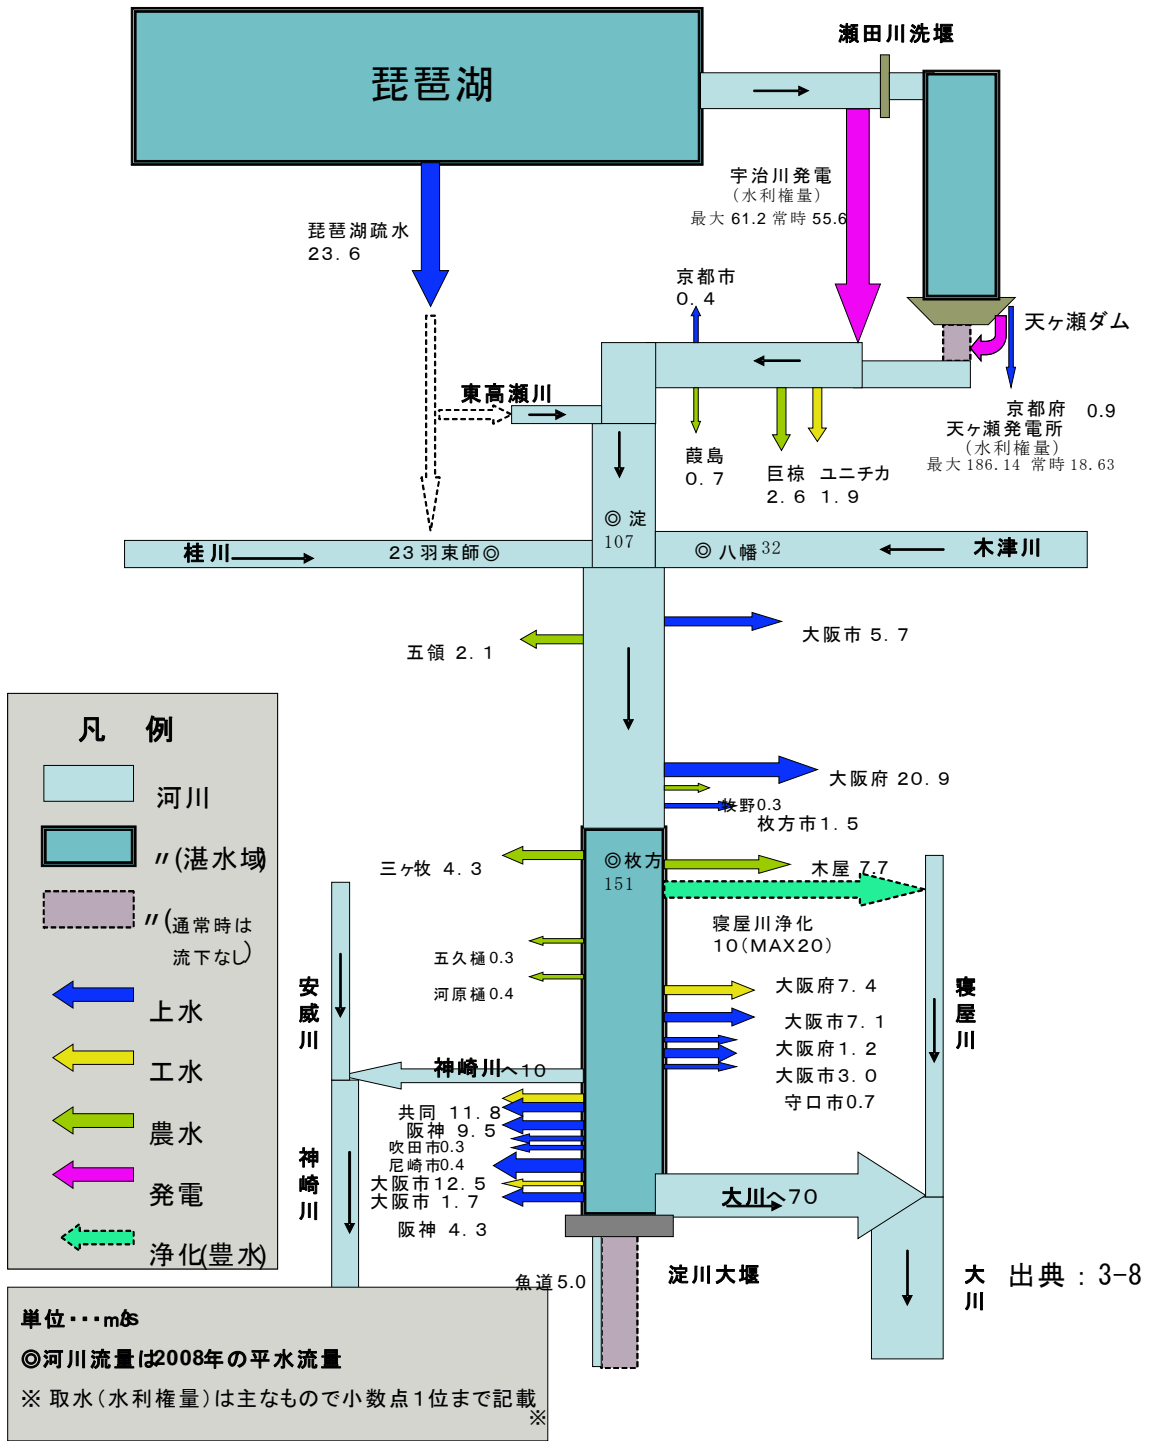 瀬田川洗堰
琵琶湖
宇治川発電
(水利権量)
最大 61.2 常時 55.6
琵琶湖疏水
23.6
京都市
0.4
天ヶ瀬ダム
東高瀬川
京都府 0.9
天ヶ瀬発電所
(水利権量)
最大 186.14 常時 18.63
葭島
0.7
巨椋
2.6
ユニチカ
1.9
◎ 淀
107
桂川
23 羽束師◎
◎ 八幡 32
木津川
大阪市 5.7
五領 2.1
大阪府 20.9
牧野0.3
枚方市1.5
三ヶ牧 4.3
◎枚方
151
木屋 7.7
寝屋川浄化
10(MAX20)
五久樋0.3
河原樋0.4
大阪府7.4
大阪市7.1
大阪府1.2
大阪市3.0
守口市0.7
安威川
寝屋川
神崎川へ10
共同 11.8
阪神 9.5
吹田市0.3
尼崎市0.4
大阪市12.5
大阪市 1.7
阪神 4.3
神崎川
大川へ70
魚道5.0
淀川大堰
大川
出典：3-8
凡 例
河川
〃(湛水域)
〃(通常時は
流下なし)
上水
工水
農水
発電
浄化(豊水)
単位･･･m3/s
◎河川流量は2008年の平水流量
※ 取水(水利権量)は主なもので小数点1位まで記載
※